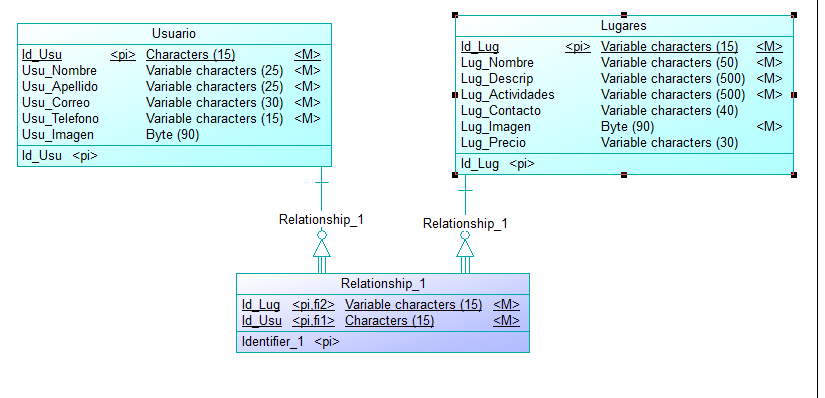 Usuario
Id_Usu <pi> Characters (15) <M>
Usu_Nombre Variable characters (25) <M>
Usu_Apellido Variable characters (25) <M>
Usu_Correo Variable characters (30) <M>
Usu_Telefono Variable characters (15) <M>
Usu_Imagen Byte (90)
Id_Usu <pi>
Lugares
Id_Lug <pi> Variable characters (15) <M>
Lug_Nombre Variable characters (50) <M>
Lug_Descrip Variable characters (500) <M>
Lug_Actividades Variable characters (500) <M>
Lug_Contacto Variable characters (40)
Lug_Imagen Byte (90) <M>
Lug_Precio Variable characters (30)
Id_Lug <pi>
Relationship_1
Relationship_1
Relationship_1
Id_Lug <pi,fi2> Variable characters (15) <M>
Id_Usu <pi,fi1> Characters (15) <M>
Identifier_1 <pi>